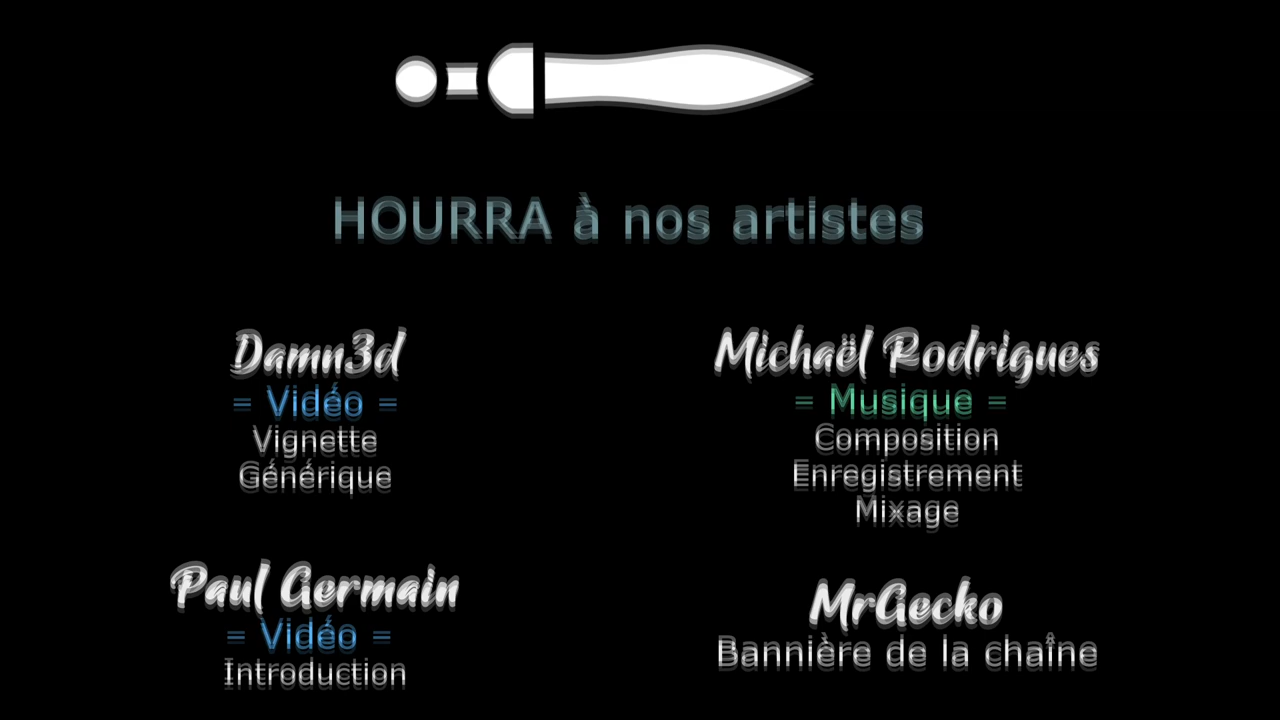 HOURRA à nos artistes
Damn3d
= Vidéo =
Vignette
Générique
Michaël Rodrigues
= Musique =
Composition
Enregistrement
Mixage
Paul Germain
= Vidéo =
Introduction
MrGecko
Bannière de la chaîne